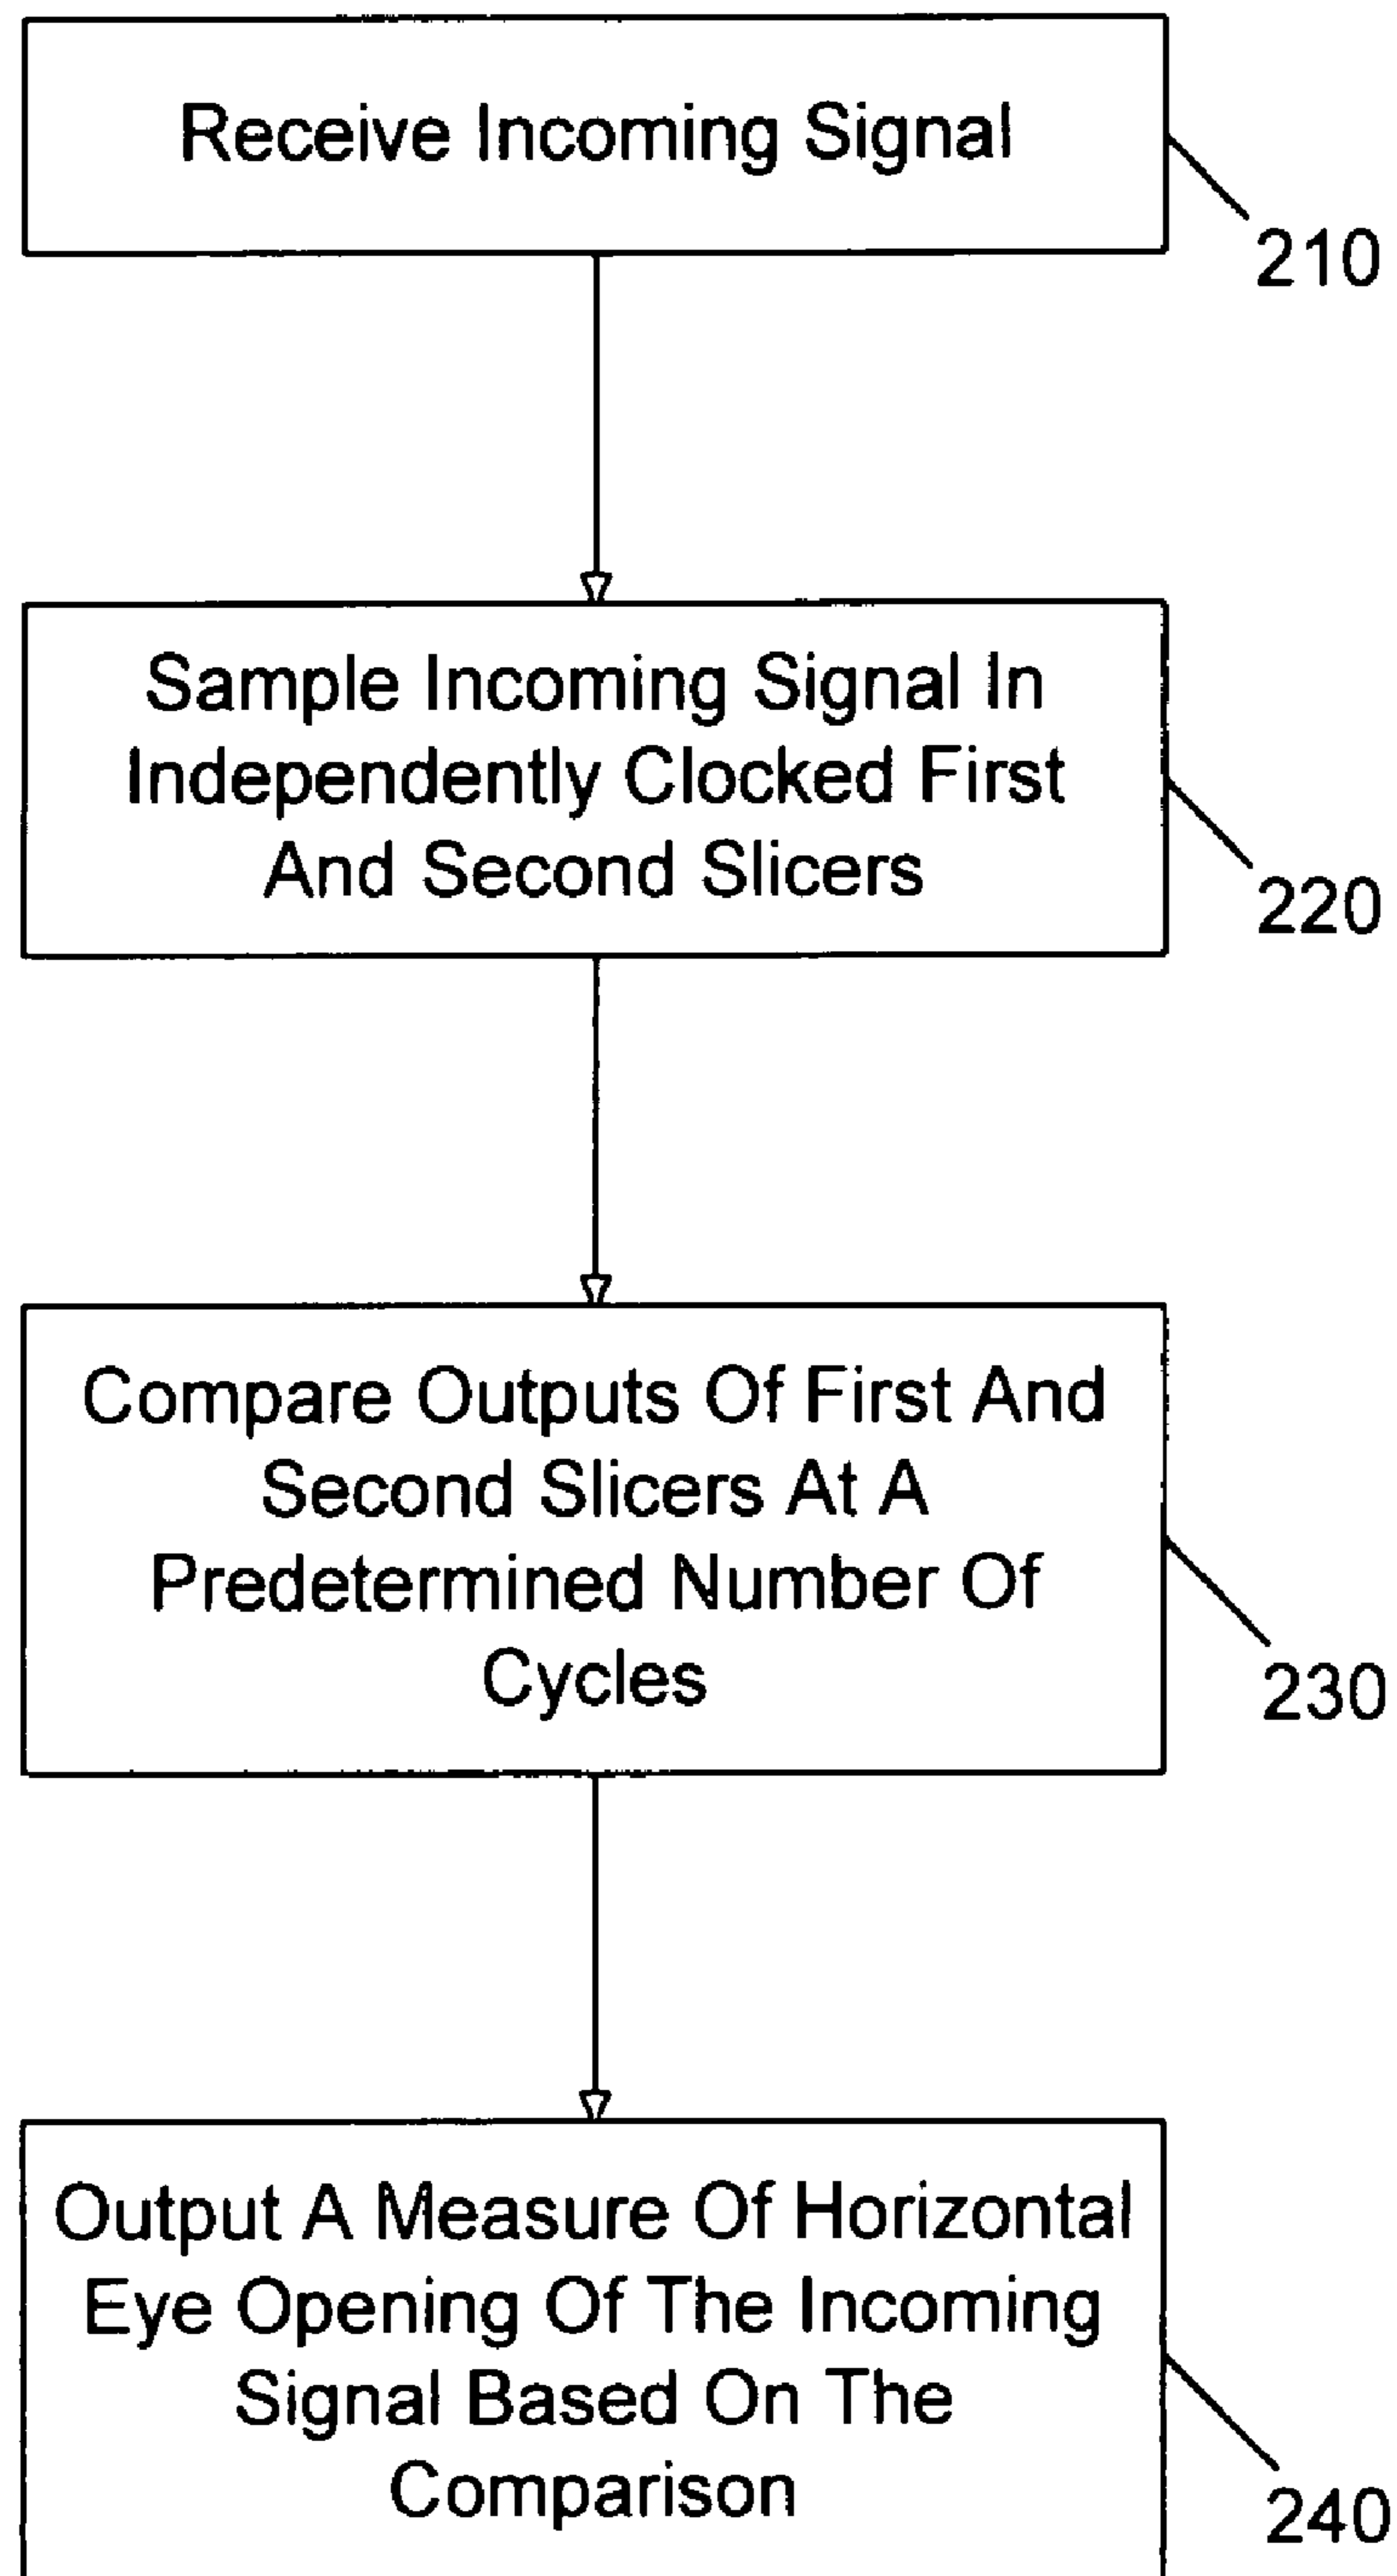 Receive Incoming Signal
210
Sample Incoming Signal In
Independently Clocked First
And Second Slicers
220
Compare Outputs Of First And
Second Slicers At A
Predetermined Number Of
Cycles
230
Output A Measure Of Horizontal
Eye Opening Of The Incoming
Signal Based On The
Comparison
240